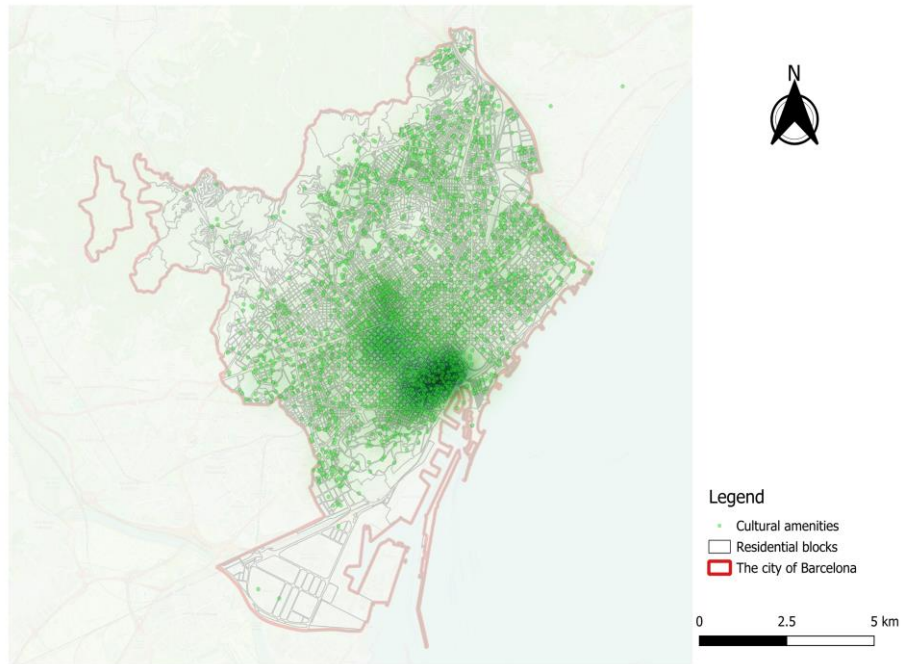 N
Legend
Cultural amenities
Residential blocks
The city of Barcelona
0 2.5 5 km